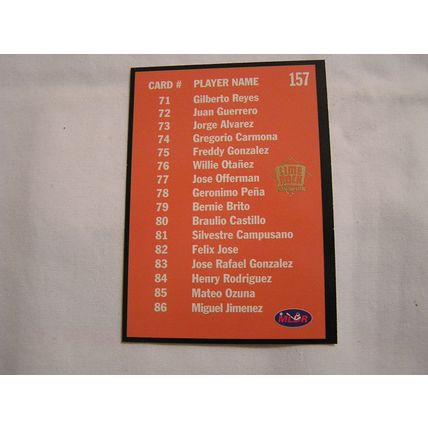 CARD # PLAYER NAME 157
71 Gilberto Reyes
72 Juan Guerrero
73 Jorge Alvarez
74 Gregorio Carmona
75 Freddy Gonzalez
76 Willie Otañez
77 Jose Offerman
78 Geronimo Peña
79 Bernie Brito
80 Braulio Castillo
81 Silvestre Campusano
82 Felix Jose
83 Jose Rafael Gonzalez
84 Henry Rodriguez
85 Mateo Ozuna
86 Miguel Jimenez
LINE